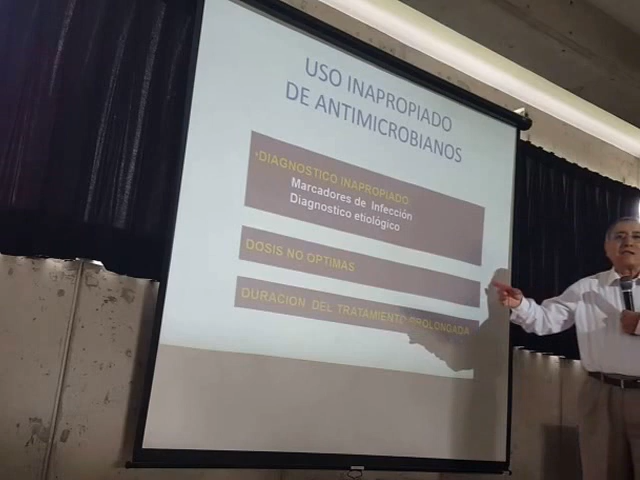 USO INAPROPIADO
DE ANTIMICROBIANOS
•DIAGNOSTICO INAPROPIADO
Marcadores de Infección
Diagnostico etiológico
DOSIS NO OPTIMAS
DURACION DEL TRATAMIENTO PROLONGADA